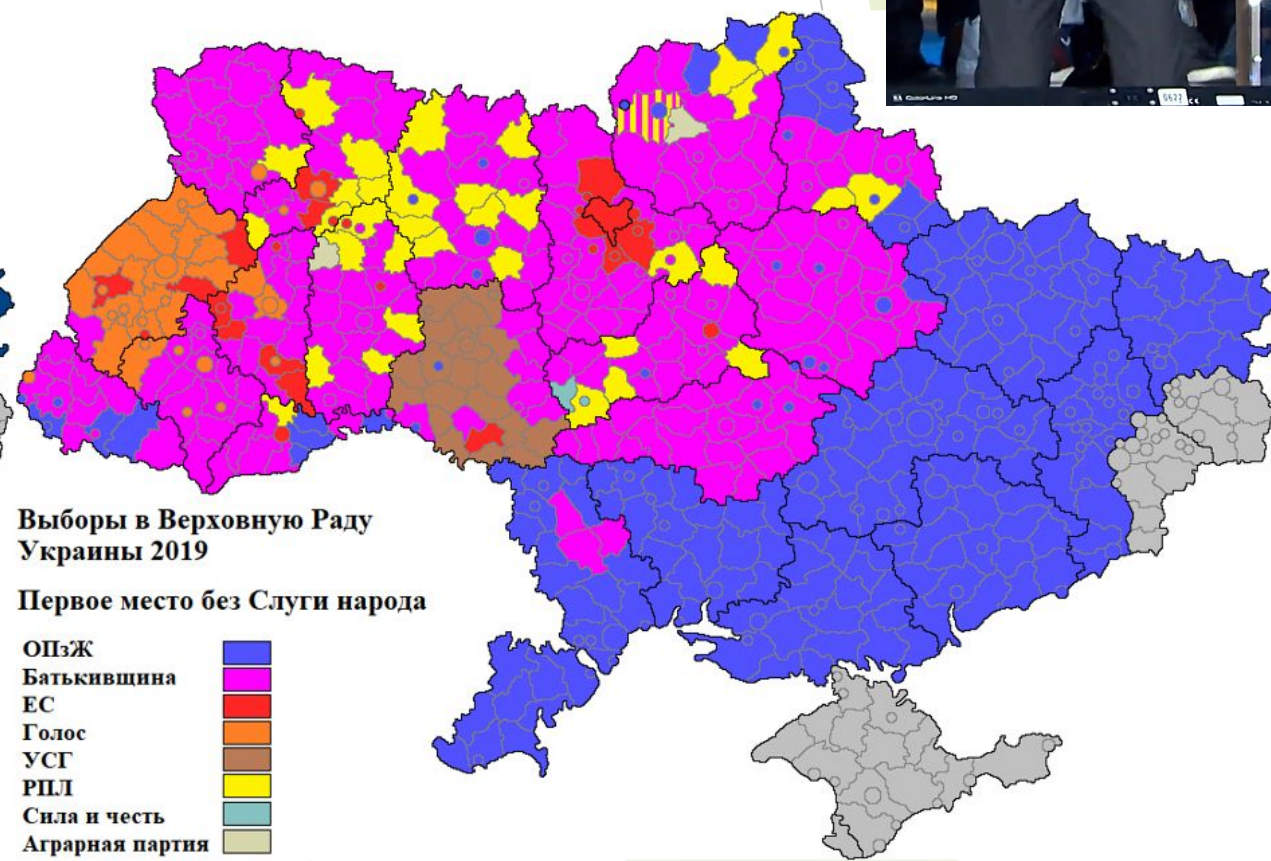 0622
Выборы в Верховную Раду
Украины 2019
Первое место без Слуги народа
ОПзЖ
Батькивщина
ЕС
Голос
УСГ
РПЛ
Сила и честь
Аграрная партия